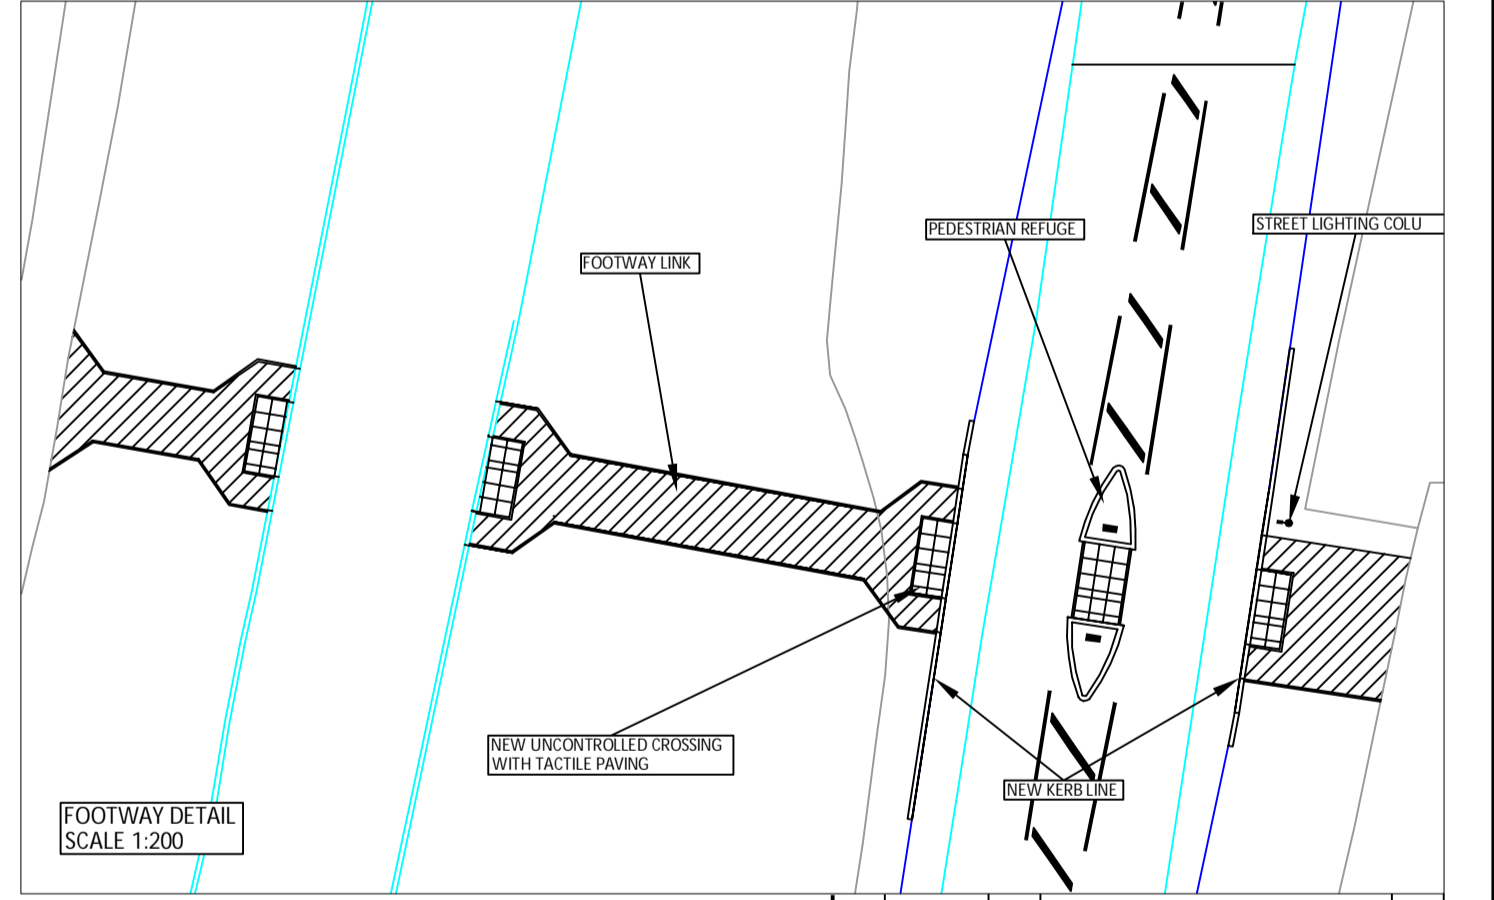 STREET LIGHTING COLU
PEDESTRIAN REFUGE
FOOTWAY LINK
NEW UNCONTROLLED CROSSING
WITH TACTILE PAVING
NEW KERB LINE
FOOTWAY DETAIL
SCALE 1:200